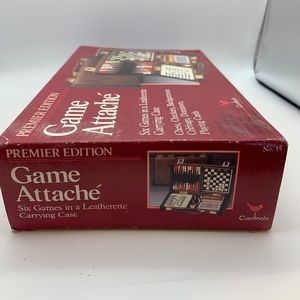 PREMIER EDITION
Game
Attaché
Six Games in a Leatherette
Carrying Case
Chess, Checkers, Backgammon
Cribbage, Dominoes,
Playing Cards
PREMIER EDITION
Game
Attaché
Six Games in a Leatherette
Carrying Case
Cardinal